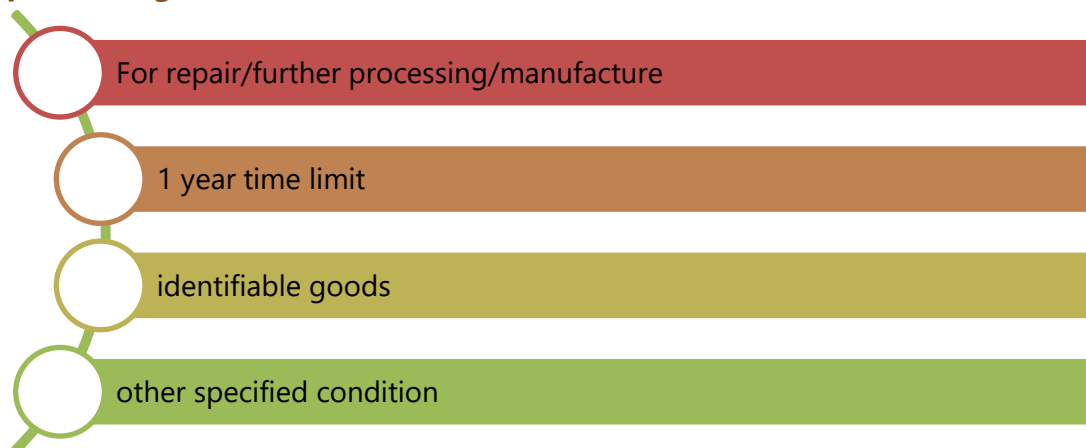 For repair/further processing/manufacture
1 year time limit
identifiable goods
other specified condition